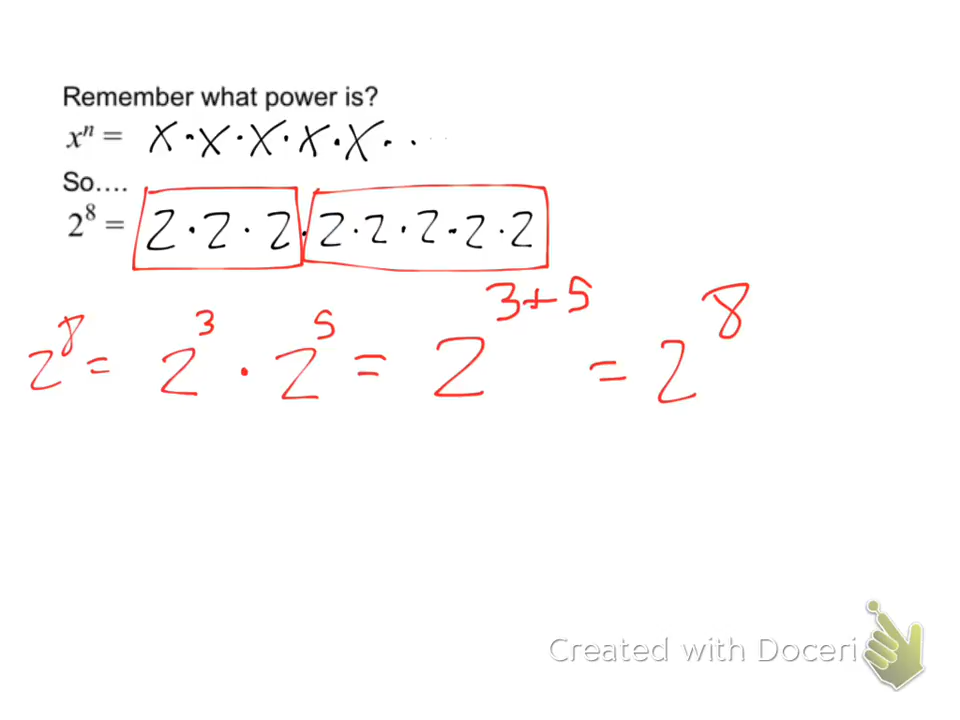 Remember what power is?
xⁿ = x · x · x · x · x · · · ·
So....
2⁸ = 2 · 2 · 2 · 2 · 2 · 2 · 2 · 2
2⁸ = 2³ · 2⁵ = 2³⁺⁵ = 2⁸
Created with Doceri